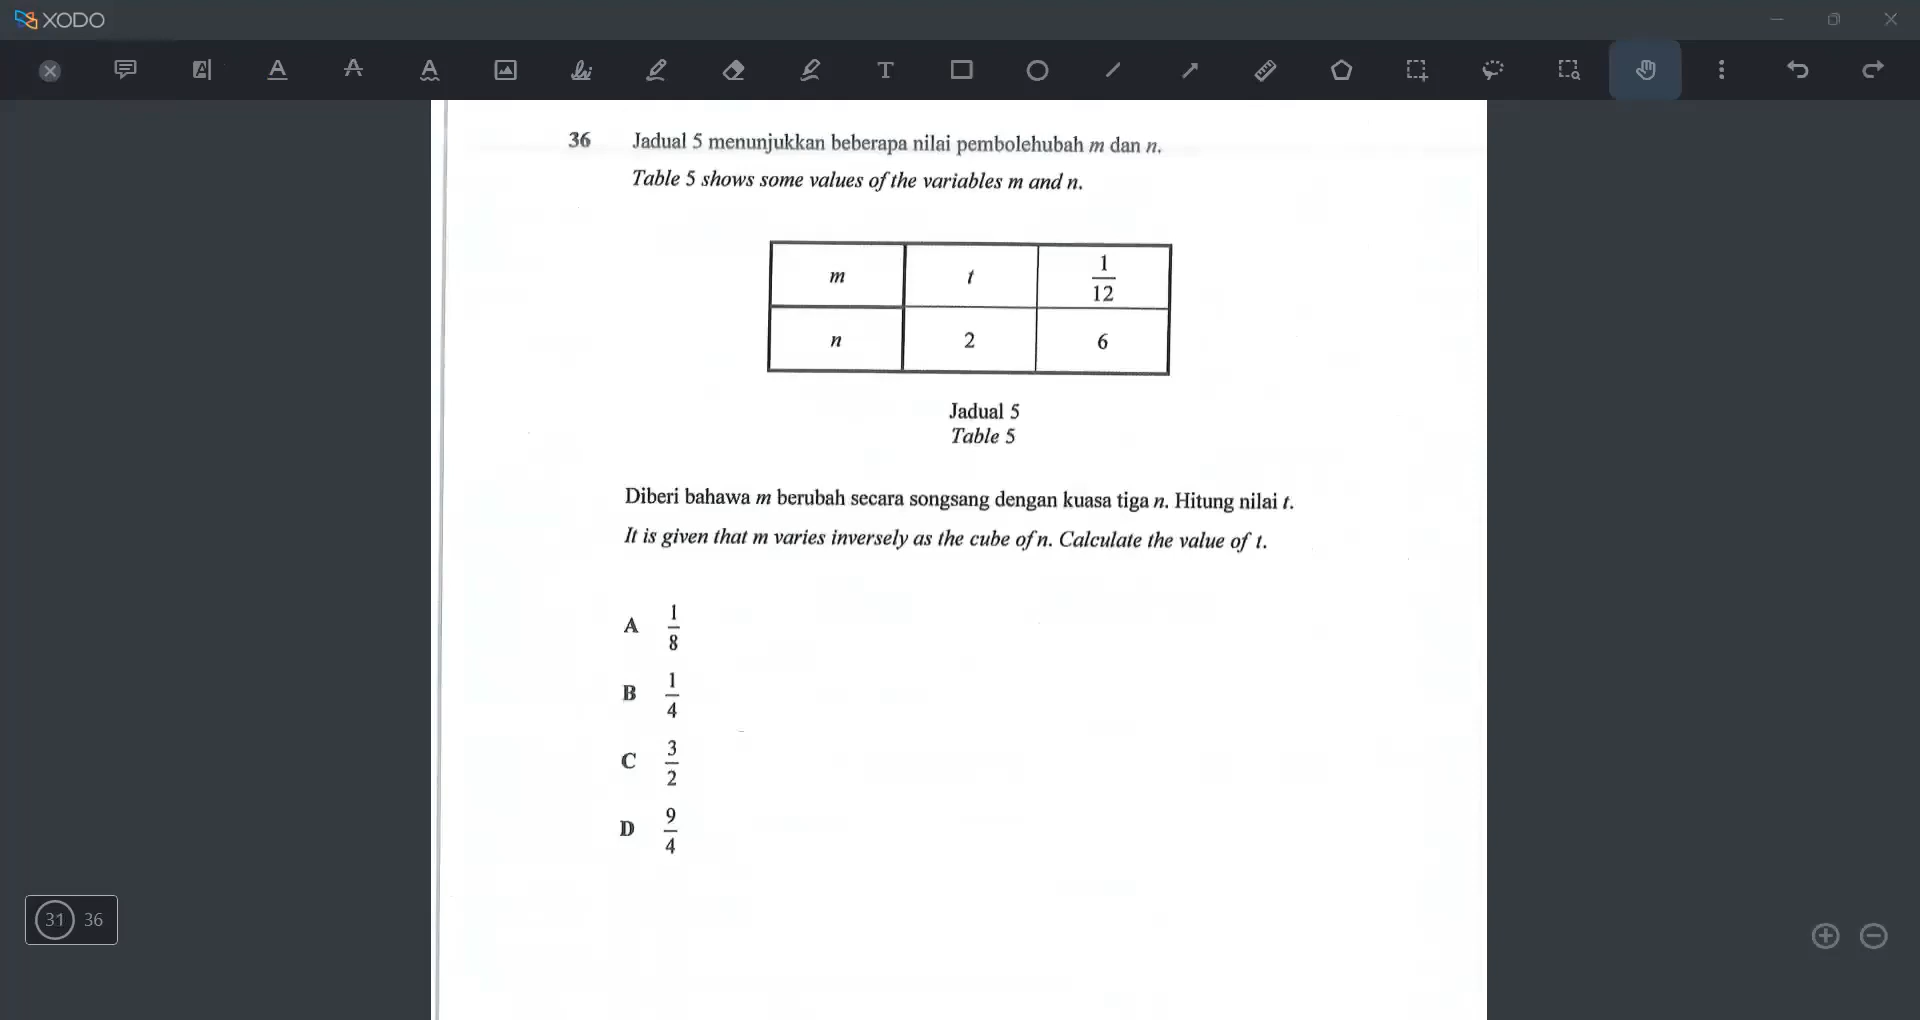 XODO
36 Jadual 5 menunjukkan beberapa nilai pembolehubah m dan n.
Table 5 shows some values of the variables m and n.
m t 1/12
n 2 6
Jadual 5
Table 5
Diberi bahawa m berubah secara songsang dengan kuasa tiga n. Hitung nilai t.
It is given that m varies inversely as the cube of n. Calculate the value of t.
A 1/8
B 1/4
C 3/2
D 9/4
31 36